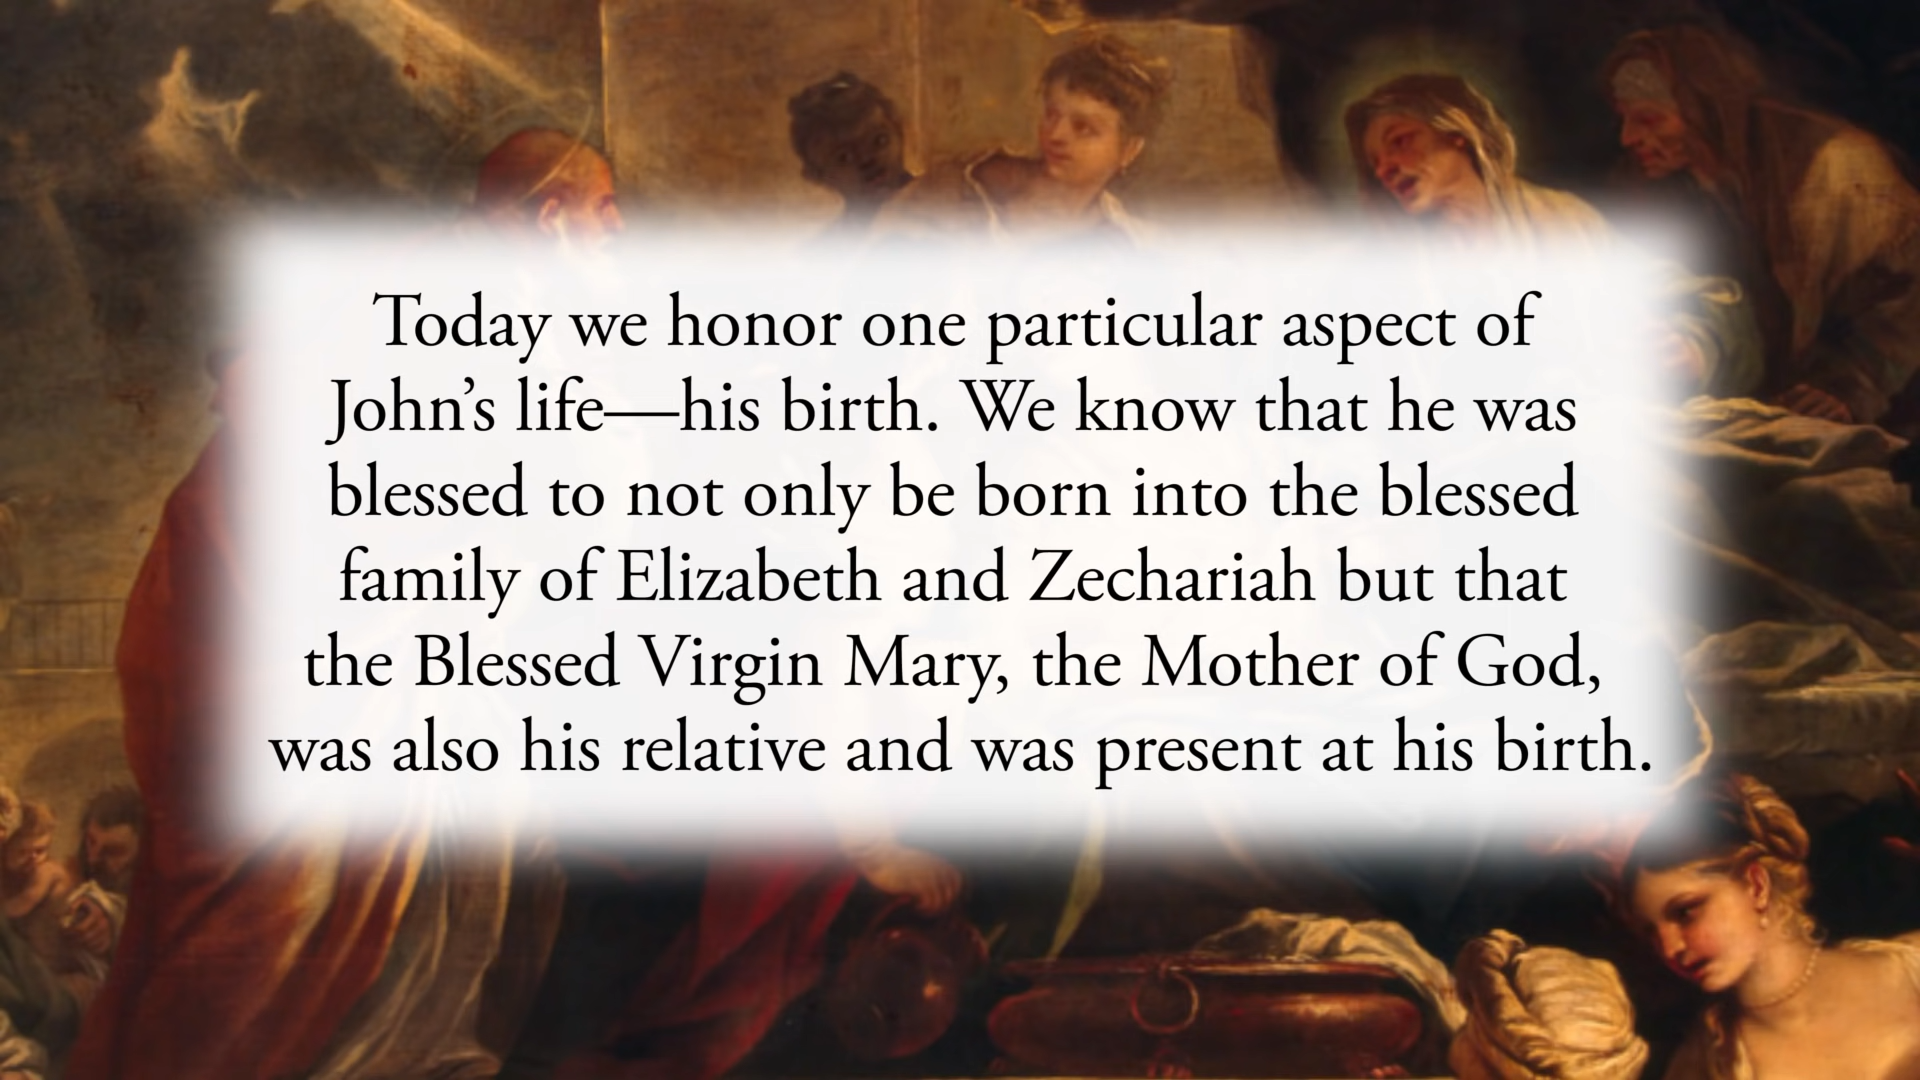 Today we honor one particular aspect of
John’s life—his birth. We know that he was
blessed to not only be born into the blessed
family of Elizabeth and Zechariah but that
the Blessed Virgin Mary, the Mother of God,
was also his relative and was present at his birth.